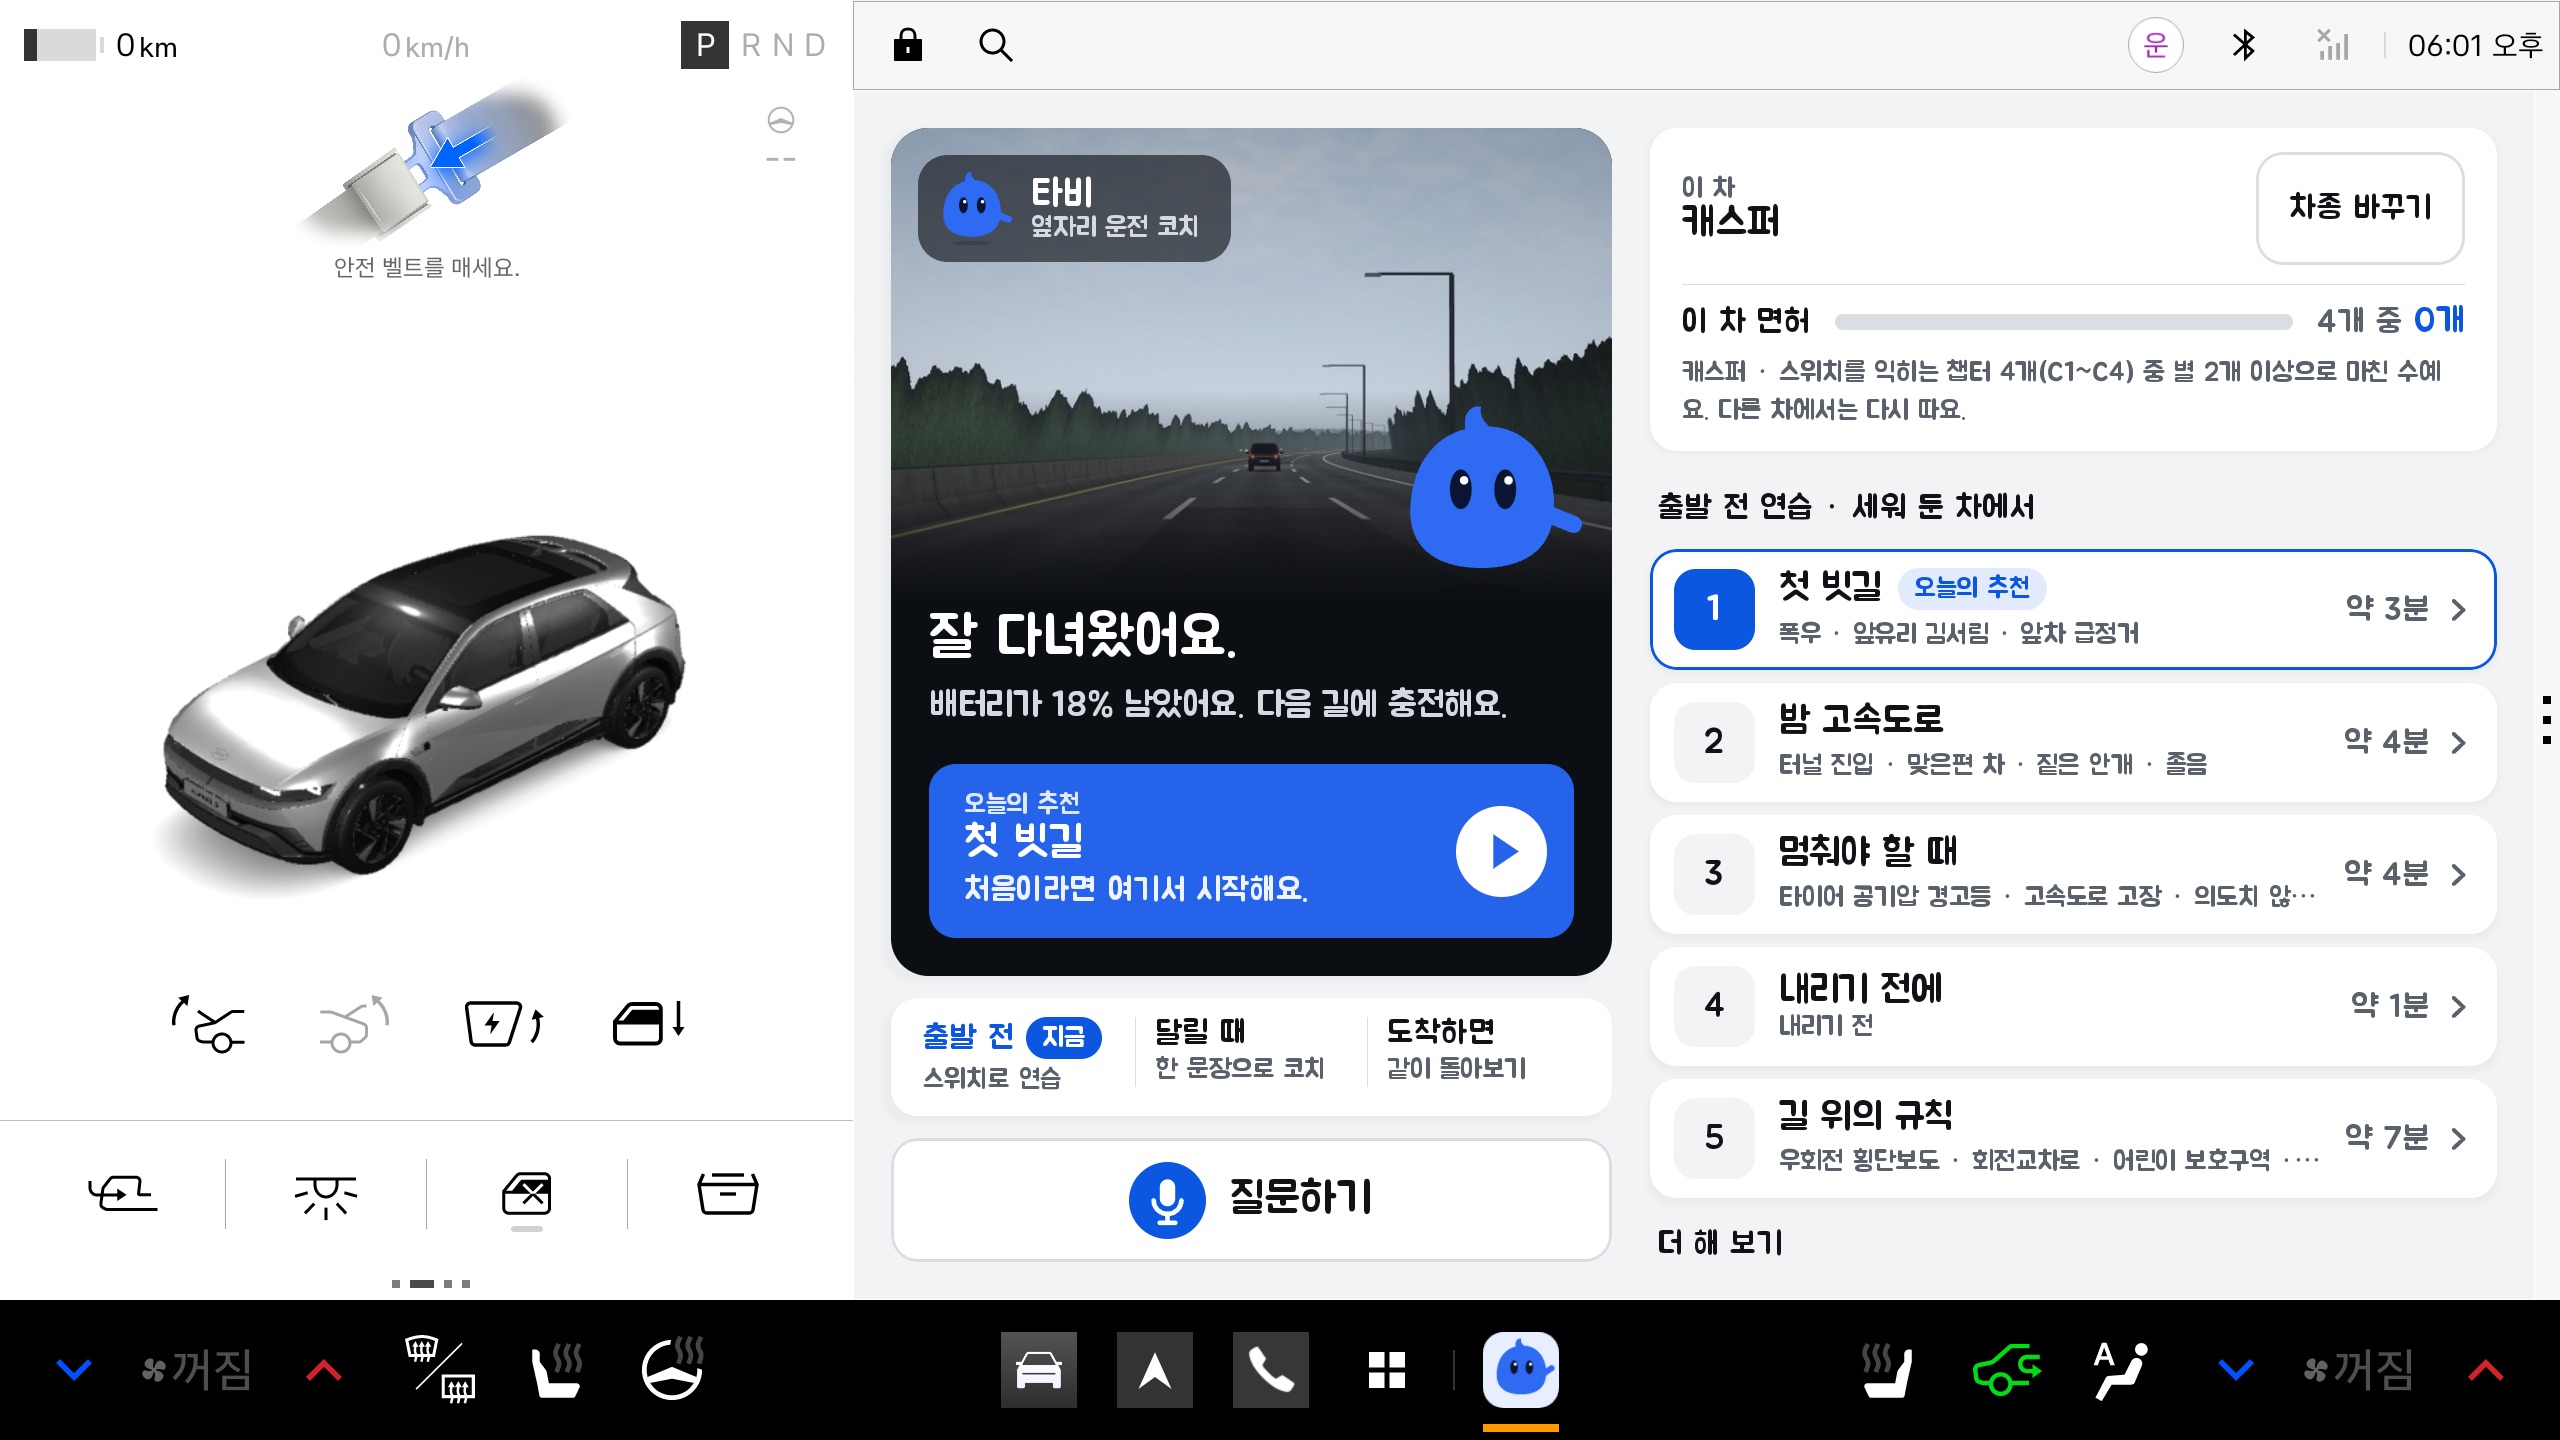 0 km
0 km/h
P R N D
운
06:01 오후
안전 벨트를 매세요.
타비
옆자리 운전 코치
잘 다녀왔어요.
배터리가 18% 남았어요. 다음 길에 충전해요.
오늘의 추천
첫 빗길
처음이라면 여기서 시작해요.
출발 전 지금
스위치로 연습
달릴 때
한 문장으로 코치
도착하면
같이 돌아보기
질문하기
이 차
캐스퍼
차종 바꾸기
이 차 면허
4개 중 0개
캐스퍼 · 스위치를 익히는 챕터 4개(C1~C4) 중 별 2개 이상으로 마친 수예
요. 다른 차에서는 다시 따요.
출발 전 연습 · 세워 둔 차에서
1
첫 빗길 오늘의 추천
폭우 · 앞유리 김서림 · 앞차 급정거
약 3분
2
밤 고속도로
터널 진입 · 맞은편 차 · 짙은 안개 · 졸음
약 4분
3
멈춰야 할 때
타이어 공기압 경고등 · 고속도로 고장 · 의도치 않…
약 4분
4
내리기 전에
내리기 전
약 1분
5
길 위의 규칙
우회전 횡단보도 · 회전교차로 · 어린이 보호구역 · …
약 7분
더 해 보기
꺼짐
A
꺼짐